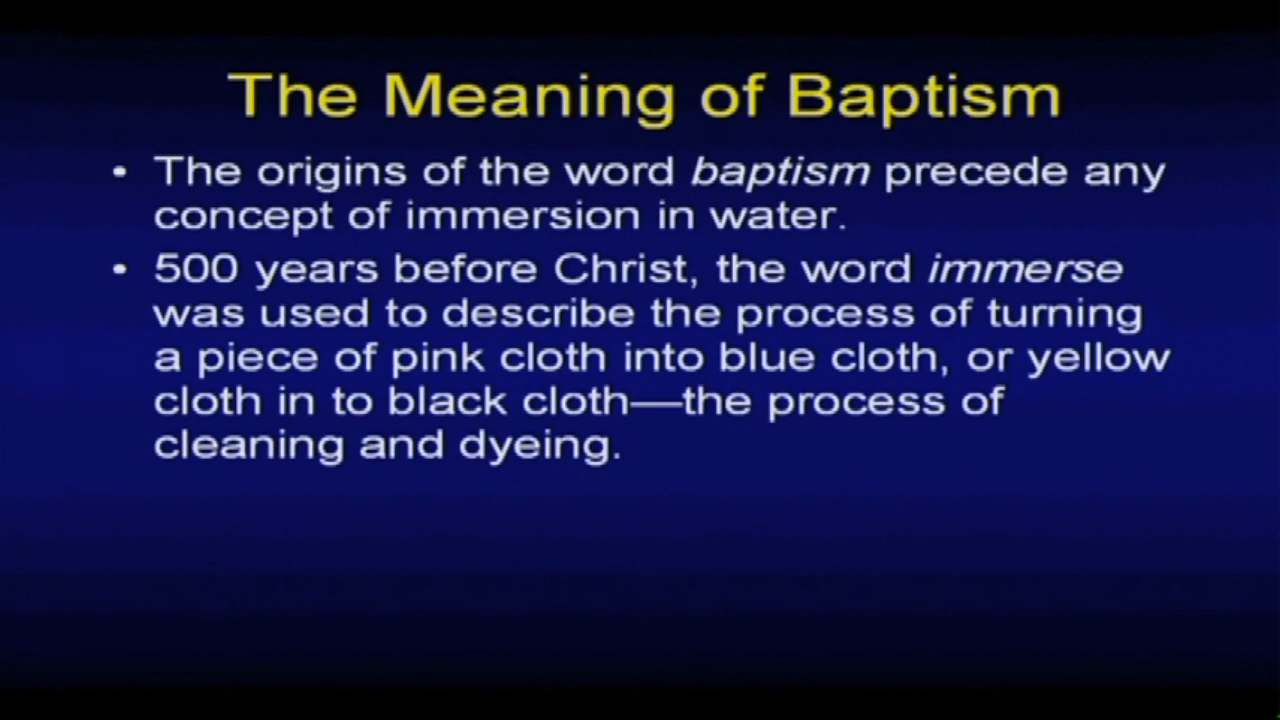 The Meaning of Baptism
• The origins of the word baptism precede any
concept of immersion in water.
• 500 years before Christ, the word immerse
was used to describe the process of turning
a piece of pink cloth into blue cloth, or yellow
cloth in to black cloth—the process of
cleaning and dyeing.